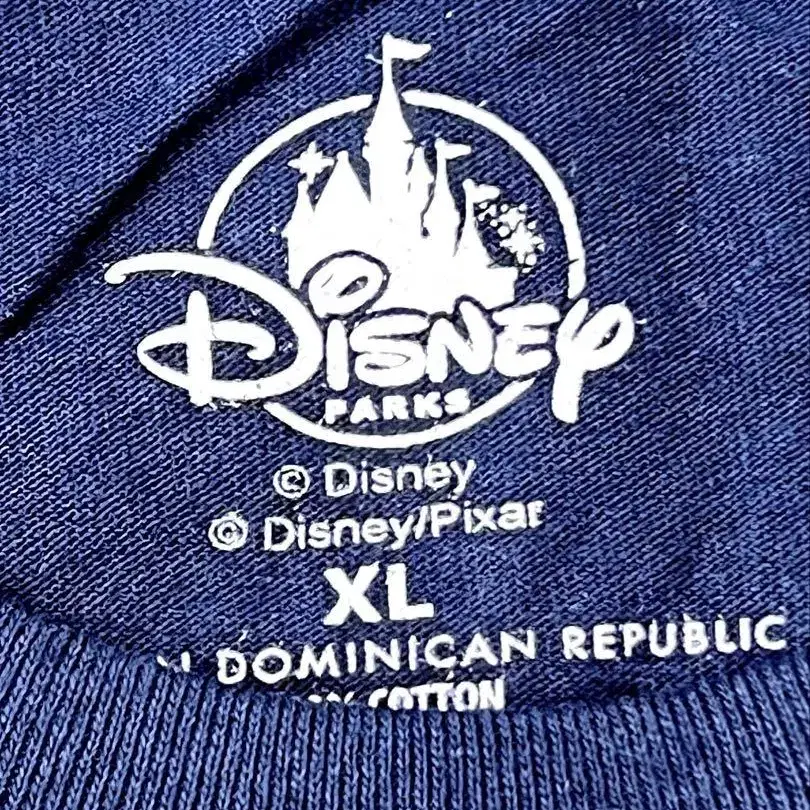 Disney
PARKS
© Disney
© Disney/Pixar
XL
DOMINICAN REPUBLIC
COTTON